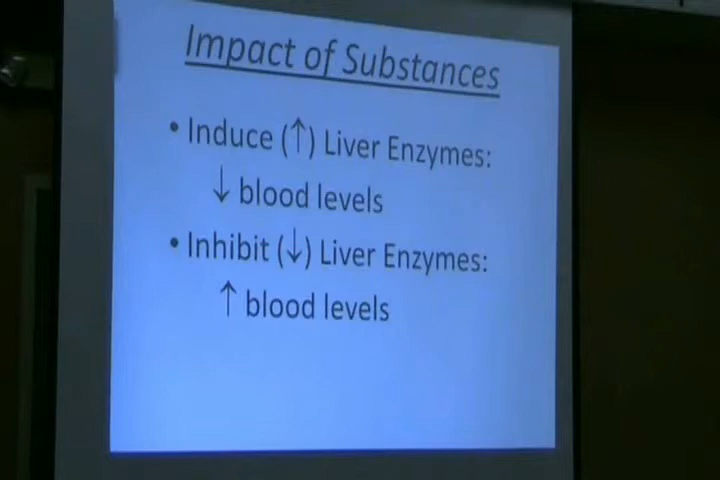 Impact of Substances
• Induce (↑) Liver Enzymes:
↓ blood levels
• Inhibit (↓) Liver Enzymes:
↑ blood levels